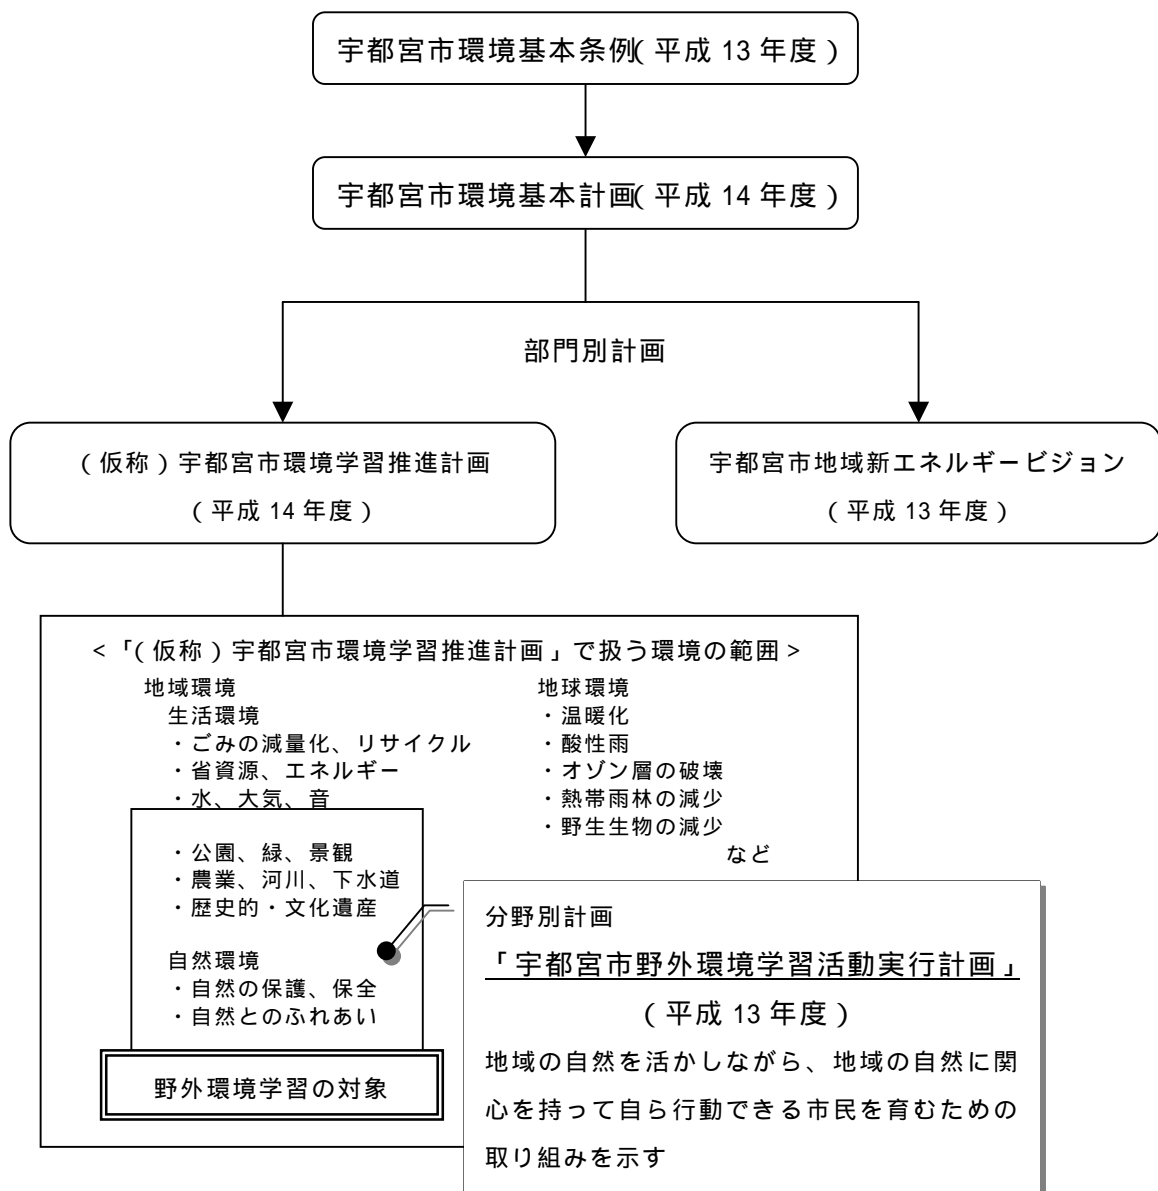 宇都宮市環境基本条例(平成 13 年度)
宇都宮市環境基本計画(平成 14 年度)
部門別計画
(仮称)宇都宮市環境学習推進計画
(平成 14 年度)
宇都宮市地域新エネルギービジョン
(平成 13 年度)
<「(仮称)宇都宮市環境学習推進計画」で扱う環境の範囲>
地域環境
生活環境
・ごみの減量化、リサイクル
・省資源、エネルギー
・水、大気、音
・公園、緑、景観
・農業、河川、下水道
・歴史的・文化遺産
自然環境
・自然の保護、保全
・自然とのふれあい
野外環境学習の対象
地球環境
・温暖化
・酸性雨
・オゾン層の破壊
・熱帯雨林の減少
・野生生物の減少
など
分野別計画
「宇都宮市野外環境学習活動実行計画」
(平成 13 年度)
地域の自然を活かしながら、地域の自然に関
心を持って自ら行動できる市民を育むための
取り組みを示す